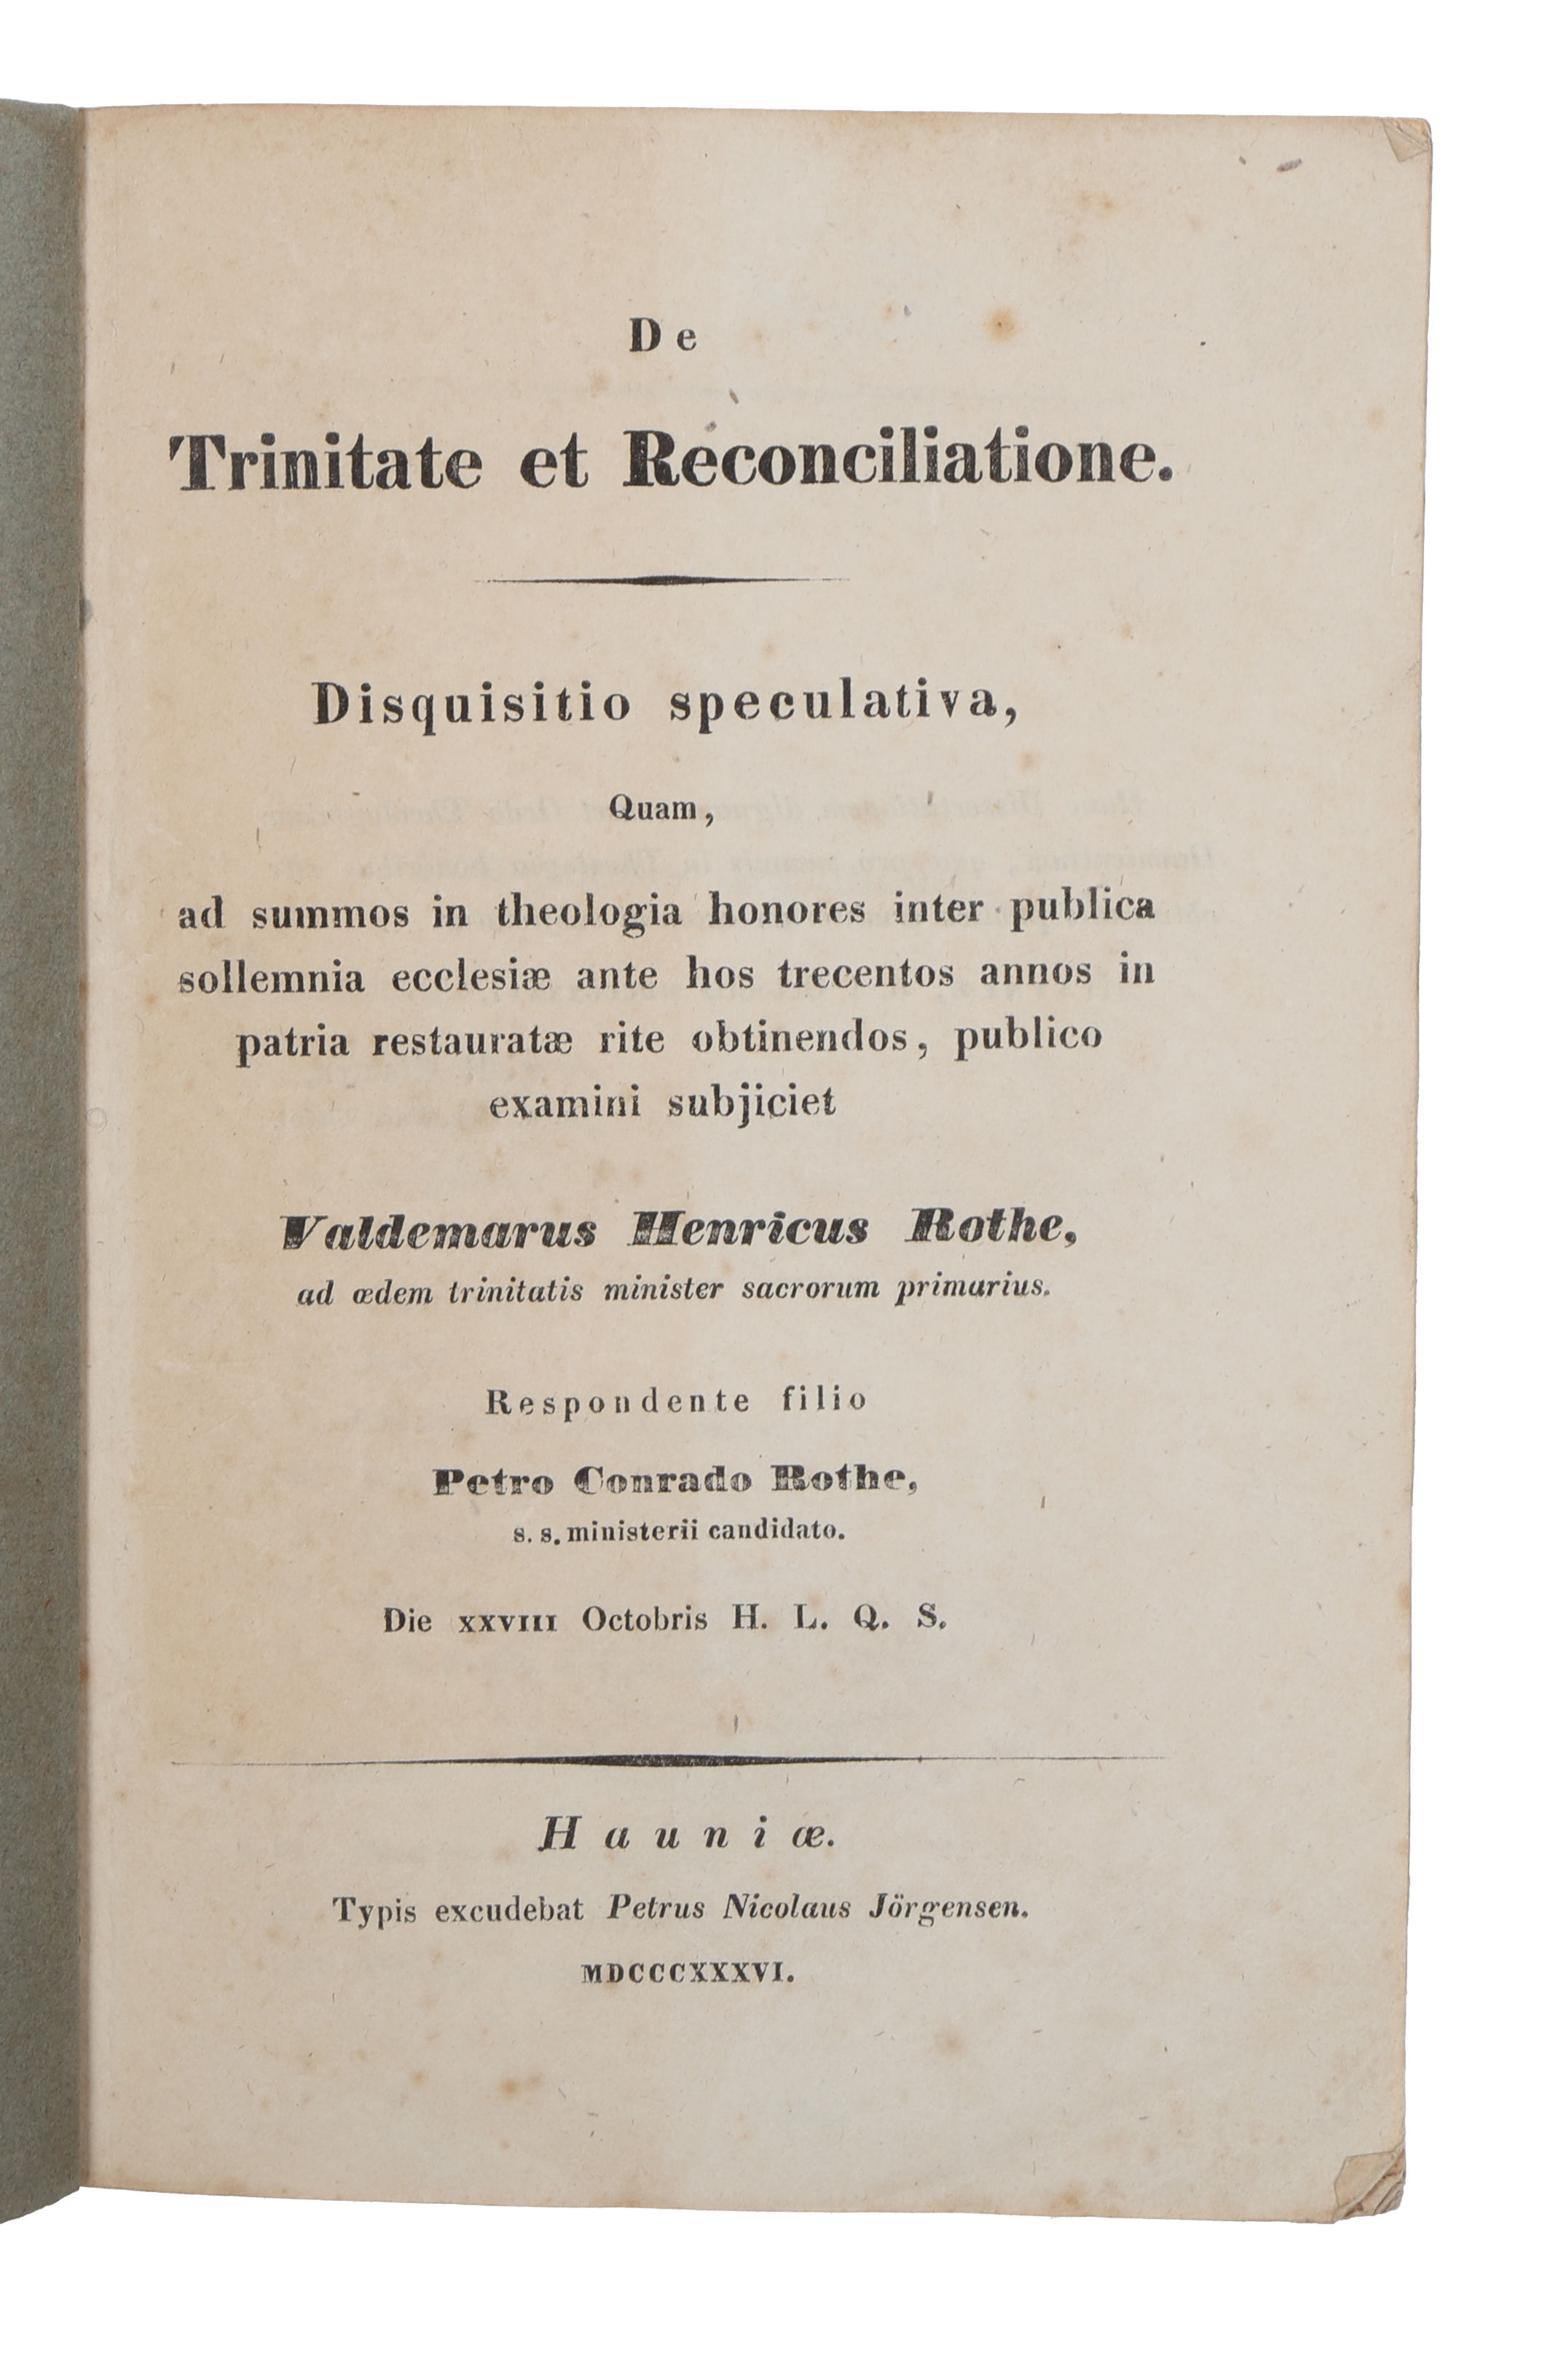 De
Trinitate et Reconciliatione.
Disquisitio speculativa,
Quam,
ad summos in theologia honores inter publica
sollemnia ecclesiæ ante hos trecentos annos in
patria restauratæ rite obtinendos, publico
examini subjiciet
Valdemarus Henricus Rothe,
ad œdem trinitatis minister sacrorum primarius.
Respondente filio
Petro Conrado Rothe,
s. s. ministerii candidato.
Die XXVIII Octobris H. L. Q. S.
Hauniæ.
Typis excudebat Petrus Nicolaus Jörgensen.
MDCCCXXXVI.